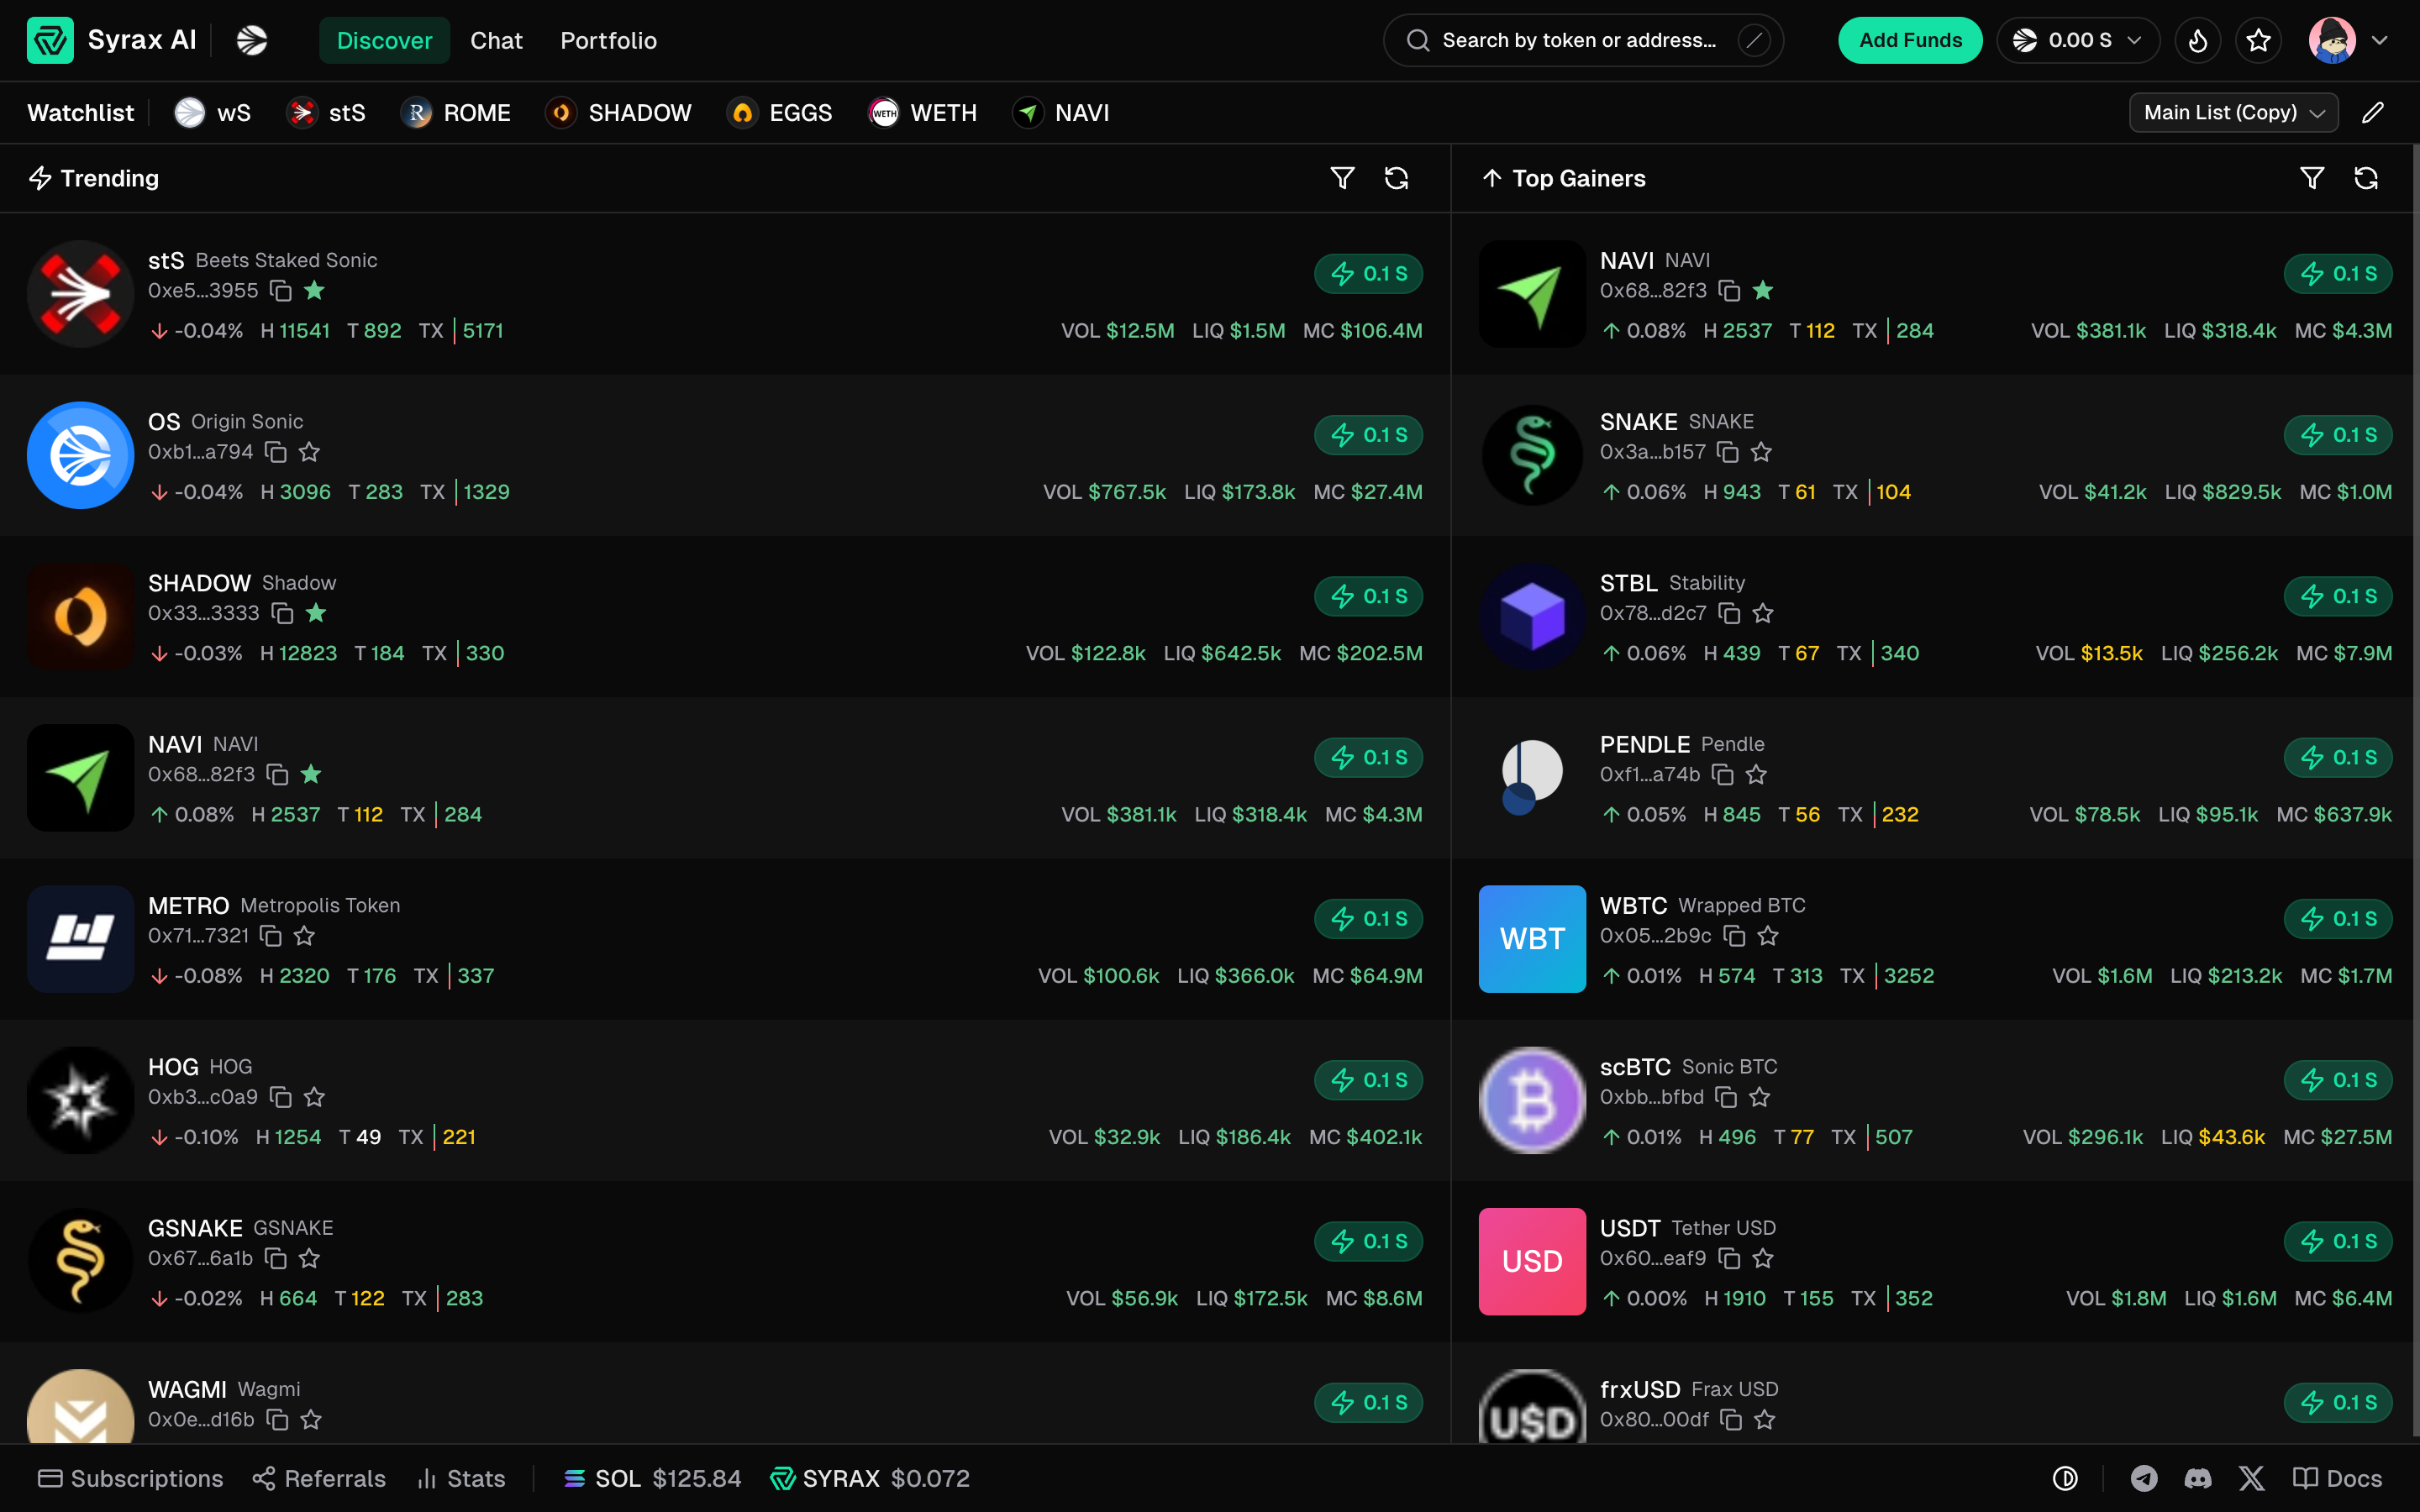 Syrax AI Discover Chat Portfolio Search by token or address... Add Funds 0.00 S
Watchlist wS stS ROME SHADOW EGGS WETH NAVI Main List (Copy)
Trending
stS Beets Staked Sonic 0.1 S
0xe5...3955
-0.04% H 11541 T 892 TX 5171 VOL $12.5M LIQ $1.5M MC $106.4M
OS Origin Sonic 0.1 S
0xb1...a794
-0.04% H 3096 T 283 TX 1329 VOL $767.5k LIQ $173.8k MC $27.4M
SHADOW Shadow 0.1 S
0x33...3333
-0.03% H 12823 T 184 TX 330 VOL $122.8k LIQ $642.5k MC $202.5M
NAVI NAVI 0.1 S
0x68...82f3
0.08% H 2537 T 112 TX 284 VOL $381.1k LIQ $318.4k MC $4.3M
METRO Metropolis Token 0.1 S
0x71...7321
-0.08% H 2320 T 176 TX 337 VOL $100.6k LIQ $366.0k MC $64.9M
HOG HOG 0.1 S
0xb3...c0a9
-0.10% H 1254 T 49 TX 221 VOL $32.9k LIQ $186.4k MC $402.1k
GSNAKE GSNAKE 0.1 S
0x67...6a1b
-0.02% H 664 T 122 TX 283 VOL $56.9k LIQ $172.5k MC $8.6M
WAGMI Wagmi 0.1 S
0x0e...d16b
Top Gainers
NAVI NAVI 0.1 S
0x68...82f3
0.08% H 2537 T 112 TX 284 VOL $381.1k LIQ $318.4k MC $4.3M
SNAKE SNAKE 0.1 S
0x3a...b157
0.06% H 943 T 61 TX 104 VOL $41.2k LIQ $829.5k MC $1.0M
STBL Stability 0.1 S
0x78...d2c7
0.06% H 439 T 67 TX 340 VOL $13.5k LIQ $256.2k MC $7.9M
PENDLE Pendle 0.1 S
0xf1...a74b
0.05% H 845 T 56 TX 232 VOL $78.5k LIQ $95.1k MC $637.9k
WBT
WBTC Wrapped BTC 0.1 S
0x05...2b9c
0.01% H 574 T 313 TX 3252 VOL $1.6M LIQ $213.2k MC $1.7M
scBTC Sonic BTC 0.1 S
0xbb...bfbd
0.01% H 496 T 77 TX 507 VOL $296.1k LIQ $43.6k MC $27.5M
USD
USDT Tether USD 0.1 S
0x60...eaf9
0.00% H 1910 T 155 TX 352 VOL $1.8M LIQ $1.6M MC $6.4M
U$D
frxUSD Frax USD 0.1 S
0x80...00df
Subscriptions Referrals Stats SOL $125.84 SYRAX $0.072 Docs